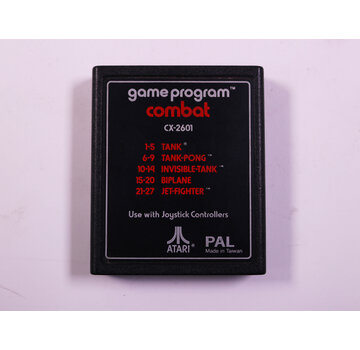 game program™
combat
CX-2601
1-5 TANK®
6-9 TANK-PONG™
10-14 INVISIBLE-TANK™
15-20 BIPLANE
21-27 JET-FIGHTER™
Use with Joystick Controllers
ATARI®
PAL
Made in Taiwan